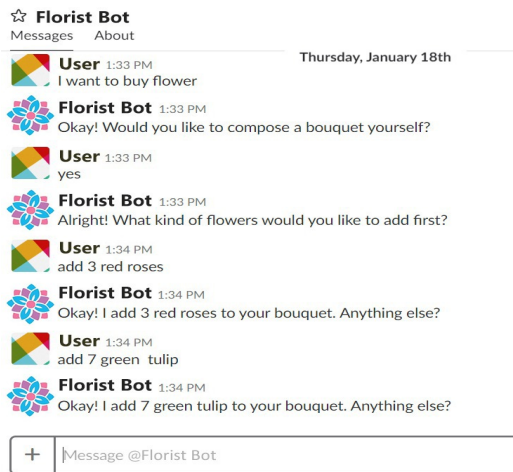 Florist Bot
Messages About
Thursday, January 18th
User 1:33 PM
I want to buy flower
Florist Bot 1:33 PM
Okay! Would you like to compose a bouquet yourself?
User 1:33 PM
yes
Florist Bot 1:33 PM
Alright! What kind of flowers would you like to add first?
User 1:34 PM
add 3 red roses
Florist Bot 1:34 PM
Okay! I add 3 red roses to your bouquet. Anything else?
User 1:34 PM
add 7 green tulip
Florist Bot 1:34 PM
Okay! I add 7 green tulip to your bouquet. Anything else?
Message @Florist Bot